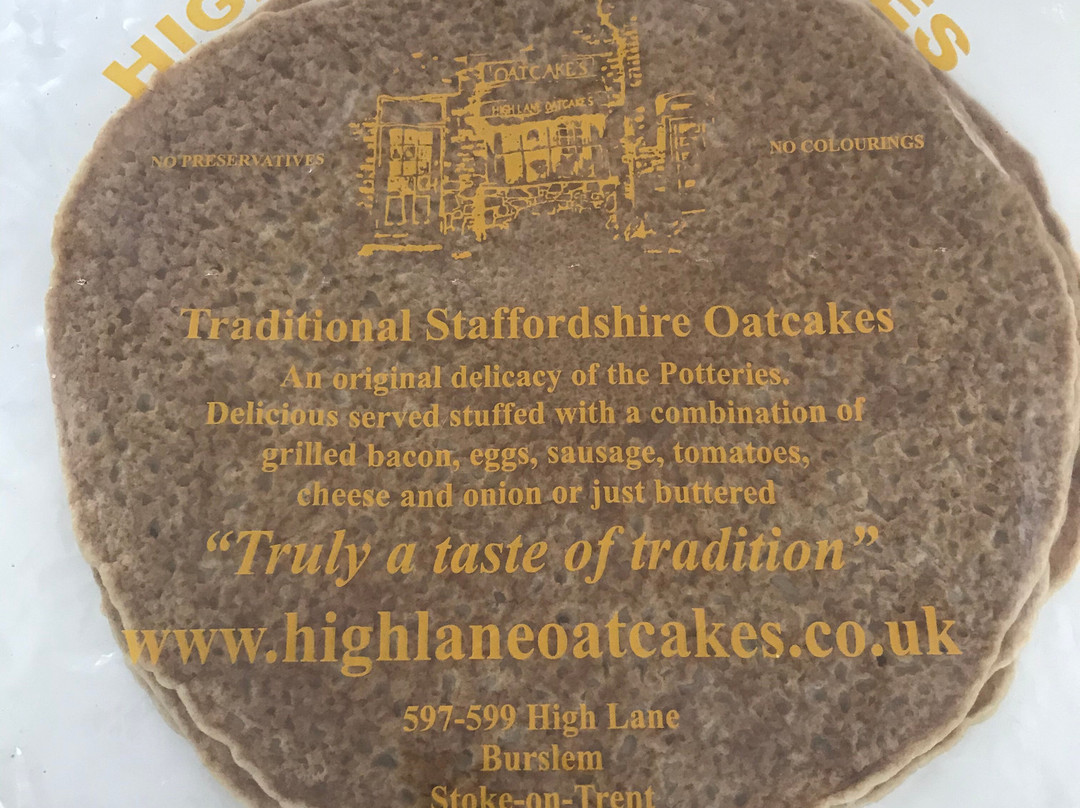 HIG
ES
OATCAKES
HIGH LANE OATCAKES
NO PRESERVATIVES
NO COLOURINGS
Traditional Staffordshire Oatcakes
An original delicacy of the Potteries.
Delicious served stuffed with a combination of
grilled bacon, eggs, sausage, tomatoes,
cheese and onion or just buttered
“Truly a taste of tradition”
www.highlaneoatcakes.co.uk
597-599 High Lane
Burslem
Stoke-on-Trent